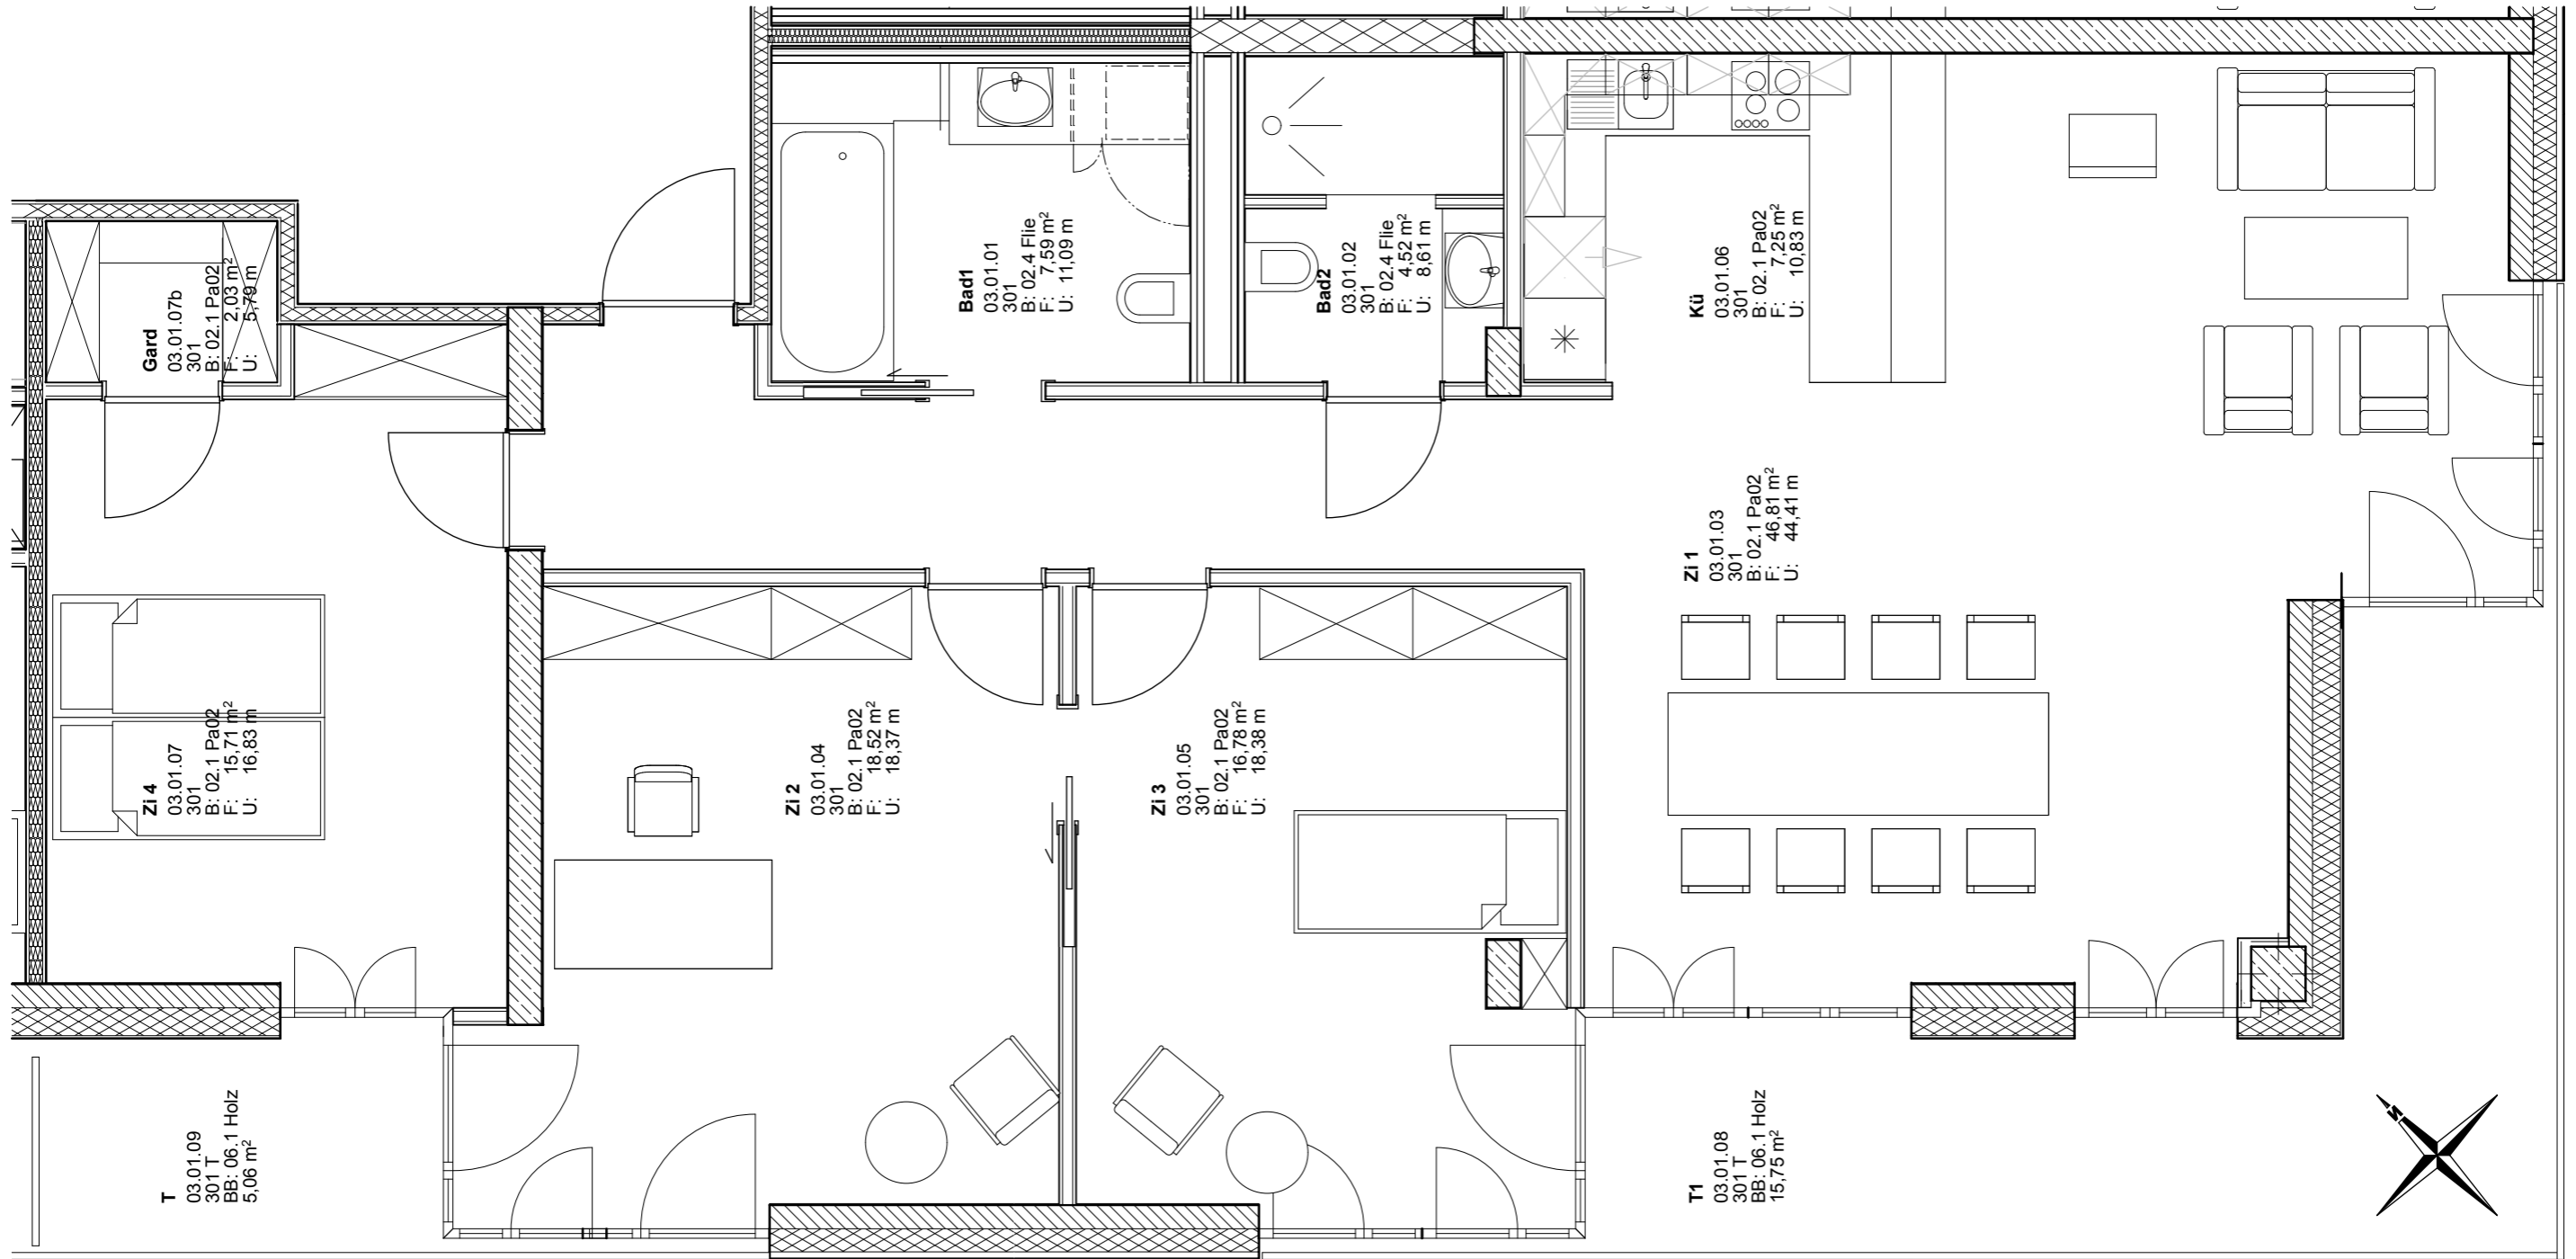 Gard
03.01.07b
301
B: 02.1 Pa02
F: 2,03 m²
U: 5,79 m
Bad1
03.01.01
301
B: 02.4 Flie
F: 7,59 m²
U: 11,09 m
Bad2
03.01.02
301
B: 02.4 Flie
F: 4,52 m²
U: 8,61 m
Kü
03.01.06
301
B: 02.1 Pa02
F: 7,25 m²
U: 10,83 m
Zi 1
03.01.03
301
B: 02.1 Pa02
F: 46,81 m²
U: 44,41 m
Zi 4
03.01.07
301
B: 02.1 Pa02
F: 15,71 m²
U: 16,83 m
Zi 2
03.01.04
301
B: 02.1 Pa02
F: 18,52 m²
U: 18,37 m
Zi 3
03.01.05
301
B: 02.1 Pa02
F: 16,78 m²
U: 18,38 m
T
03.01.09
301 T
BB: 06.1 Holz
5,06 m²
T1
03.01.08
301 T
BB: 06.1 Holz
15,75 m²
N